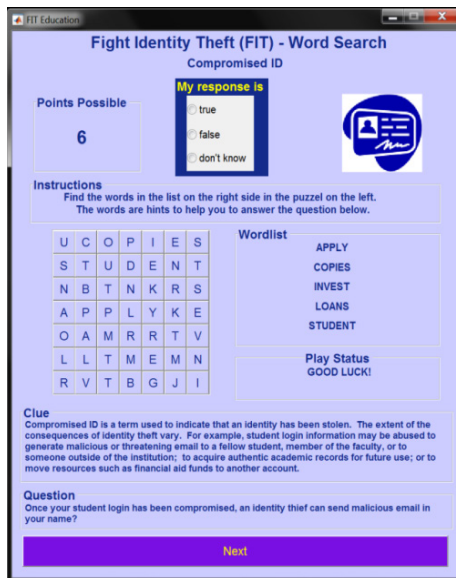 FIT Education
Fight Identity Theft (FIT) - Word Search
Compromised ID
My response is
true
false
don't know
Points Possible
6
Instructions
Find the words in the list on the right side in the puzzel on the left.
The words are hints to help you to answer the question below.
U C O P I E S
S T U D E N T
N B T N K R S
A P P L Y K E
O A M R R T V
L L T M E M N
R V T B G J I
Wordlist
APPLY
COPIES
INVEST
LOANS
STUDENT
Play Status
GOOD LUCK!
Clue
Compromised ID is a term used to indicate that an identity has been stolen. The extent of the
consequences of identity theft vary. For example, student login information may be abused to
generate malicious or threatening email to a fellow student, member of the faculty, or to
someone outside of the institution; to acquire authentic academic records for future use; or to
move resources such as financial aid funds to another account.
Question
Once your student login has been compromised, an identity thief can send malicious email in
your name?
Next